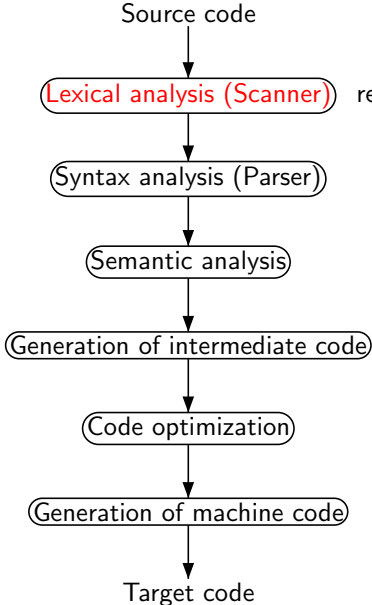 Source code
Lexical analysis (Scanner) re
Syntax analysis (Parser)
Semantic analysis
Generation of intermediate code
Code optimization
Generation of machine code
Target code